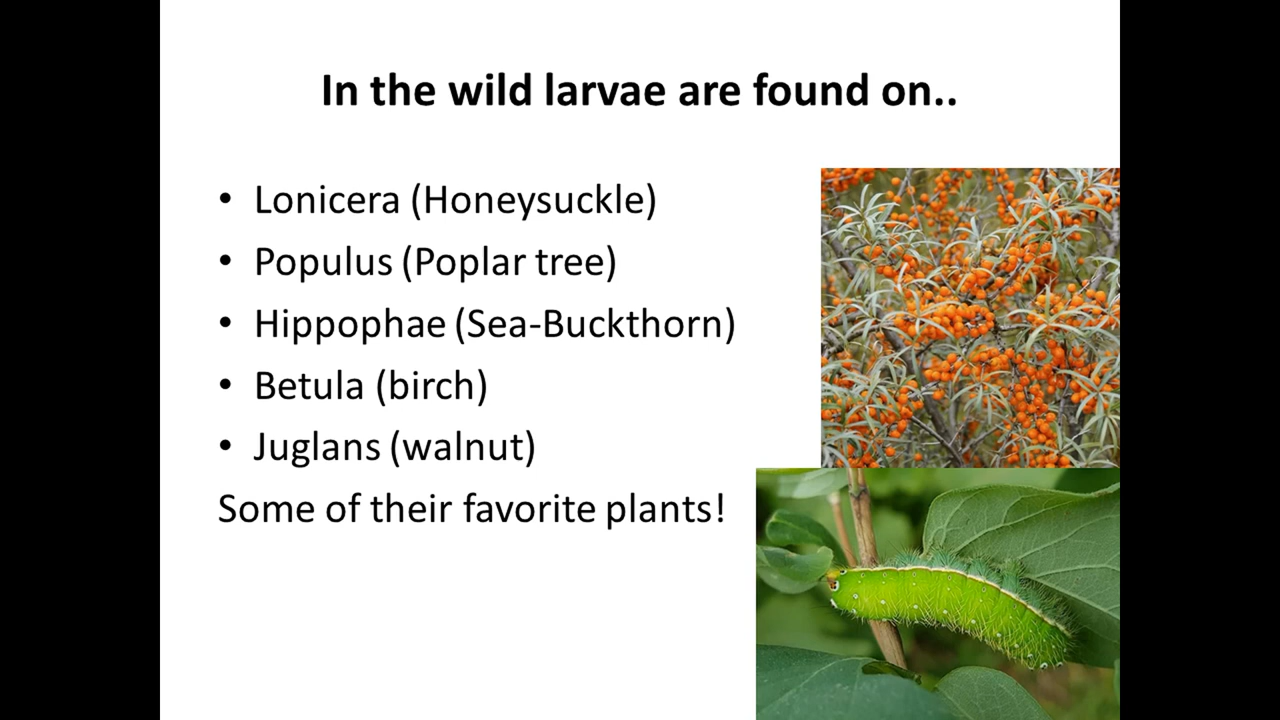 In the wild larvae are found on..
• Lonicera (Honeysuckle)
• Populus (Poplar tree)
• Hippophae (Sea-Buckthorn)
• Betula (birch)
• Juglans (walnut)
Some of their favorite plants!